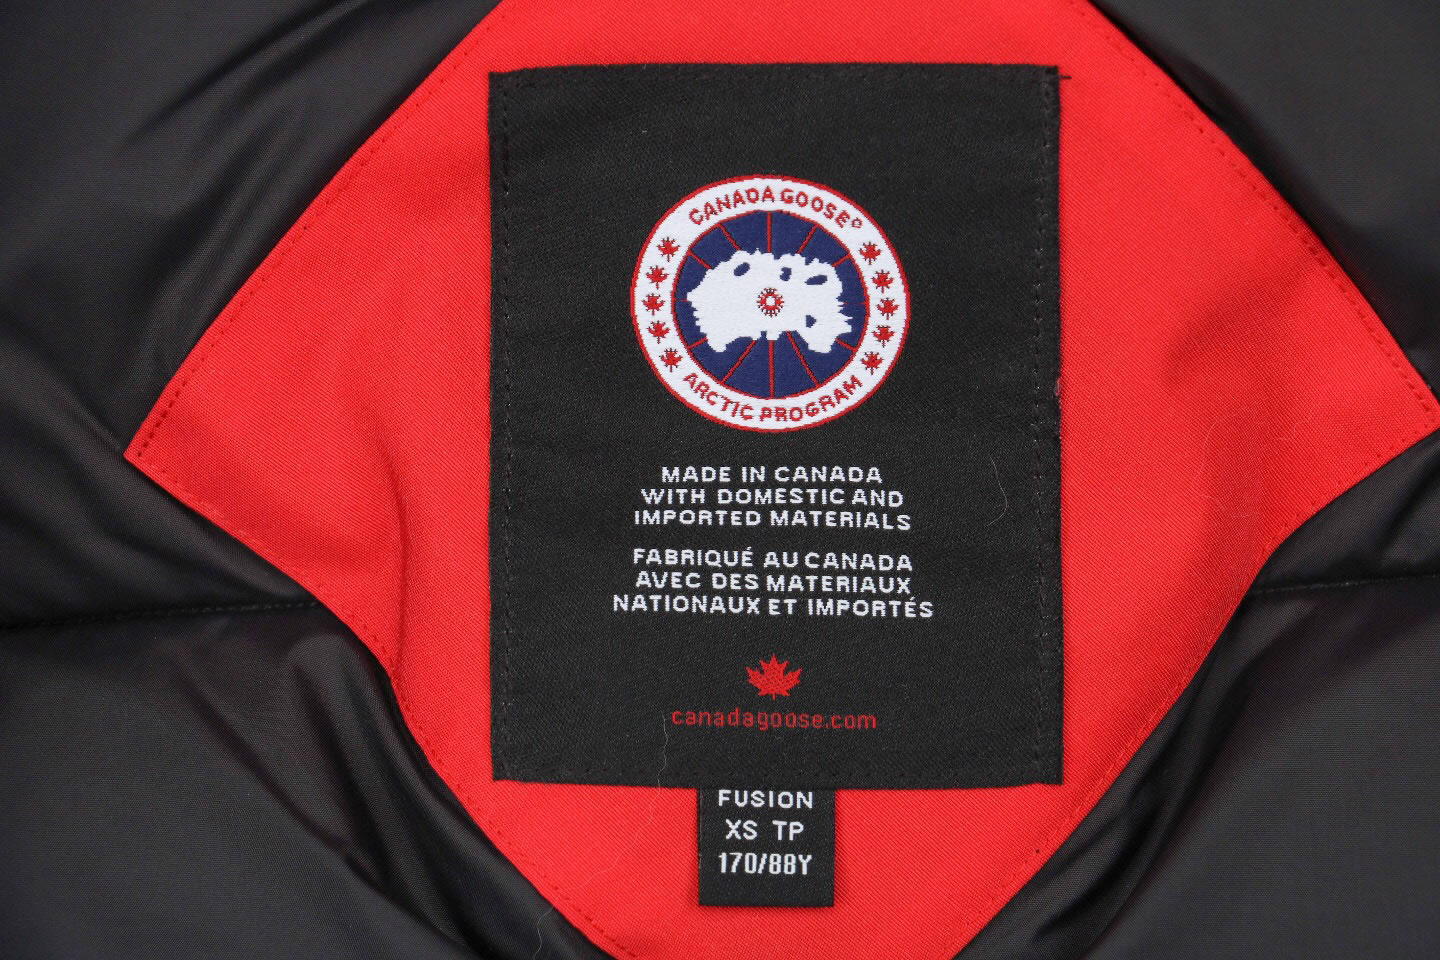 CANADA GOOSE®
ARCTIC PROGRAM
MADE IN CANADA
WITH DOMESTIC AND
IMPORTED MATERIALS
FABRIQUÉ AU CANADA
AVEC DES MATERIAUX
NATIONAUX ET IMPORTÉS
canadagoose.com
FUSION
XS TP
170/88Y